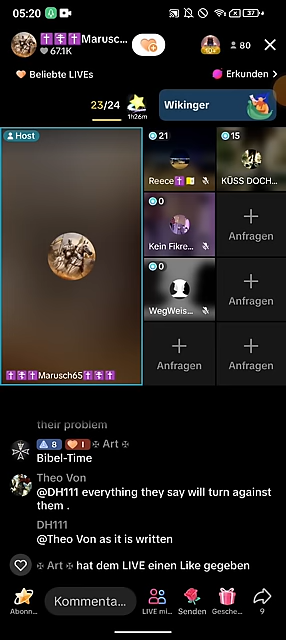 05:20
37
✝️✝️✝️Marusc...
67.1K
80
Beliebte LIVEs
Erkunden >
23/24
1h26m
Wikinger
Host
21
15
Reece✝️
KÜSS DOCH...
0
Kein Fikre...
Anfragen
0
WegWeis...
Anfragen
Anfragen
Anfragen
✝️✝️✝️Marusch65✝️✝️✝️
their problem
8 1 ✠ Art ✠
Bibel-Time
Theo Von
@DH111 everything they say will turn against
them .
DH111
@Theo Von as it is written
✠ Art ✠ hat dem LIVE einen Like gegeben
Abonn...
Kommenta...
LIVE mi...
Senden
Gesche...
9